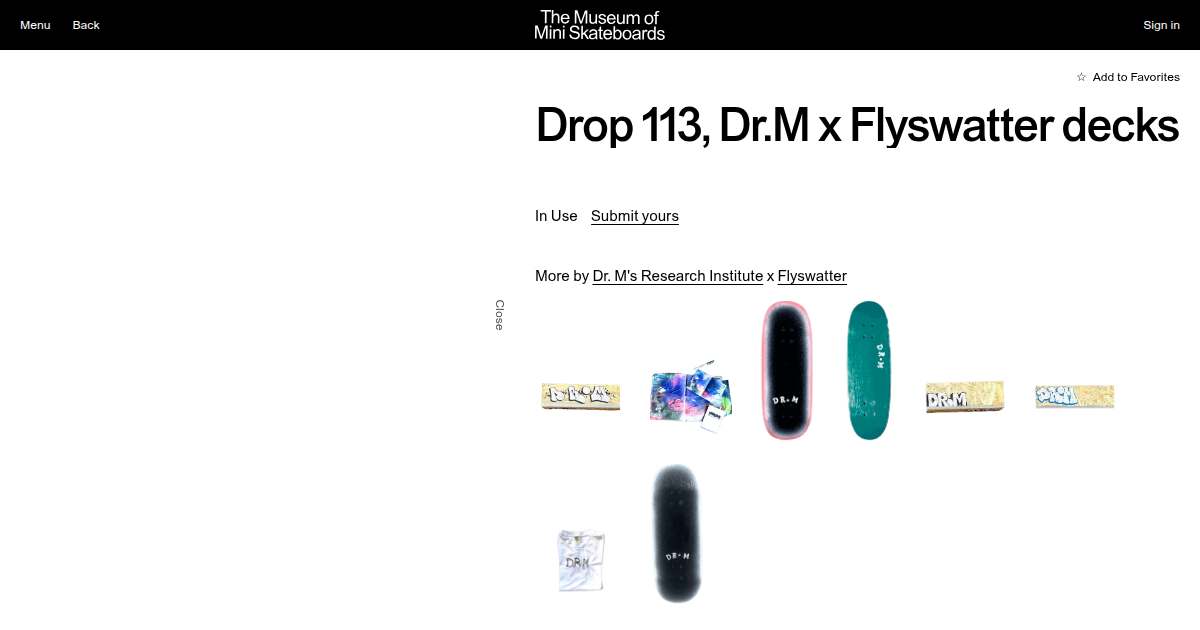 Menu
Back
The Museum of
Mini Skateboards
Sign in
☆ Add to Favorites
Drop 113, Dr.M x Flyswatter decks
In Use Submit yours
More by Dr. M's Research Institute x Flyswatter
Close
DR•M
DR•M
DR•M
DRM
DR•M